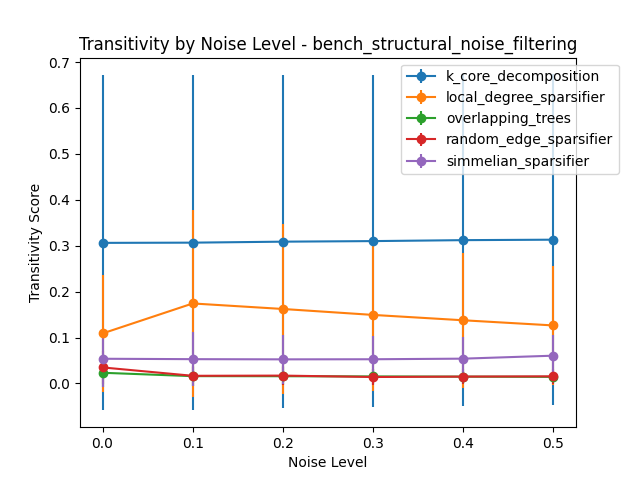 Transitivity by Noise Level - bench_structural_noise_filtering
k_core_decomposition
local_degree_sparsifier
overlapping_trees
random_edge_sparsifier
simmelian_sparsifier
Transitivity Score
0.7
0.6
0.5
0.4
0.3
0.2
0.1
0.0
0.0 0.1 0.2 0.3 0.4 0.5
Noise Level